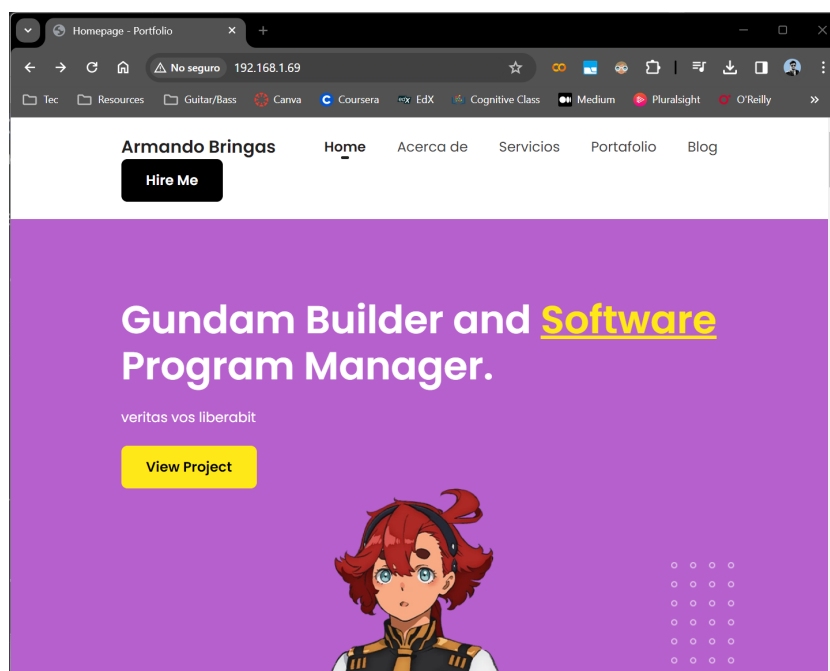 Homepage - Portfolio
No seguro 192.168.1.69
Tec Resources Guitar/Bass Canva Coursera edX EdX Cognitive Class Medium Pluralsight O'Reilly »
Armando Bringas Home Acerca de Servicios Portafolio Blog
Hire Me
Gundam Builder and Software
Program Manager.
veritas vos liberabit
View Project